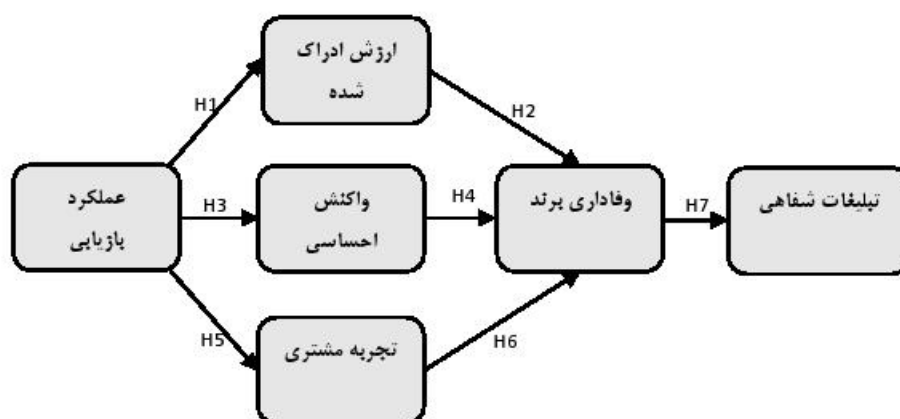 ارزش ادراک
شده
H1
H2
عملکرد
بازیابی
H3
واکنش
احساسی
H4
وفاداری برند
H7
تبلیغات شفاهی
H5
تجربه مشتری
H6